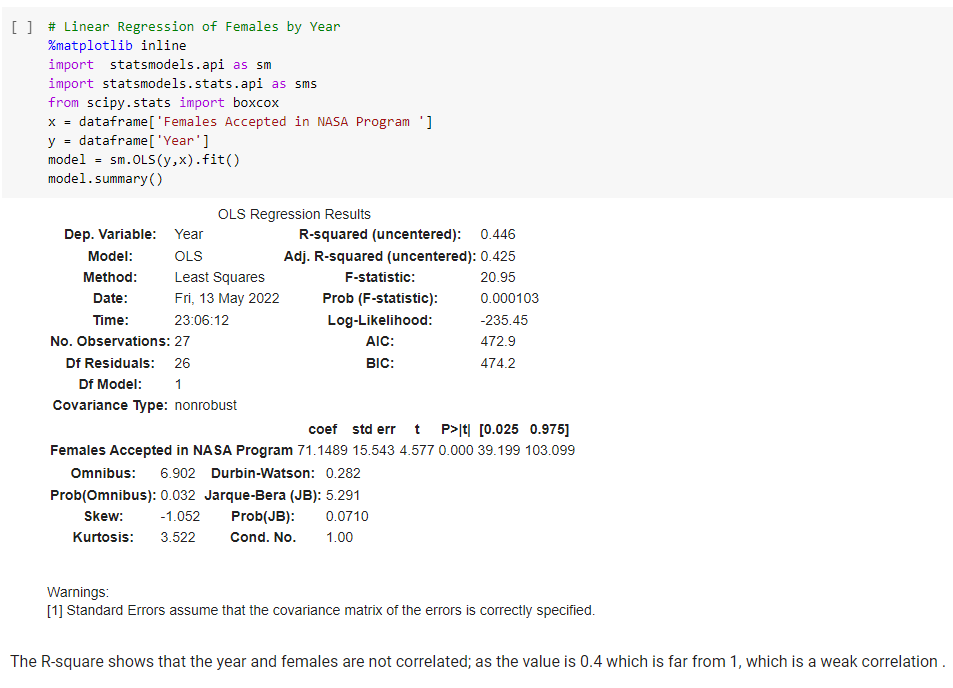 [ ] # Linear Regression of Females by Year
%matplotlib inline
import  statsmodels.api as sm
import statsmodels.stats.api as sms
from scipy.stats import boxcox
x = dataframe['Females Accepted in NASA Program ']
y = dataframe['Year']
model = sm.OLS(y,x).fit()
model.summary()
OLS Regression Results
Dep. Variable: Year R-squared (uncentered): 0.446
Model: OLS Adj. R-squared (uncentered): 0.425
Method: Least Squares F-statistic: 20.95
Date: Fri, 13 May 2022 Prob (F-statistic): 0.000103
Time: 23:06:12 Log-Likelihood: -235.45
No. Observations: 27 AIC: 472.9
Df Residuals: 26 BIC: 474.2
Df Model: 1
Covariance Type: nonrobust
coef std err t P>|t| [0.025 0.975]
Females Accepted in NASA Program 71.1489 15.543 4.577 0.000 39.199 103.099
Omnibus: 6.902 Durbin-Watson: 0.282
Prob(Omnibus): 0.032 Jarque-Bera (JB): 5.291
Skew: -1.052 Prob(JB): 0.0710
Kurtosis: 3.522 Cond. No. 1.00
Warnings:
[1] Standard Errors assume that the covariance matrix of the errors is correctly specified.
The R-square shows that the year and females are not correlated; as the value is 0.4 which is far from 1, which is a weak correlation .